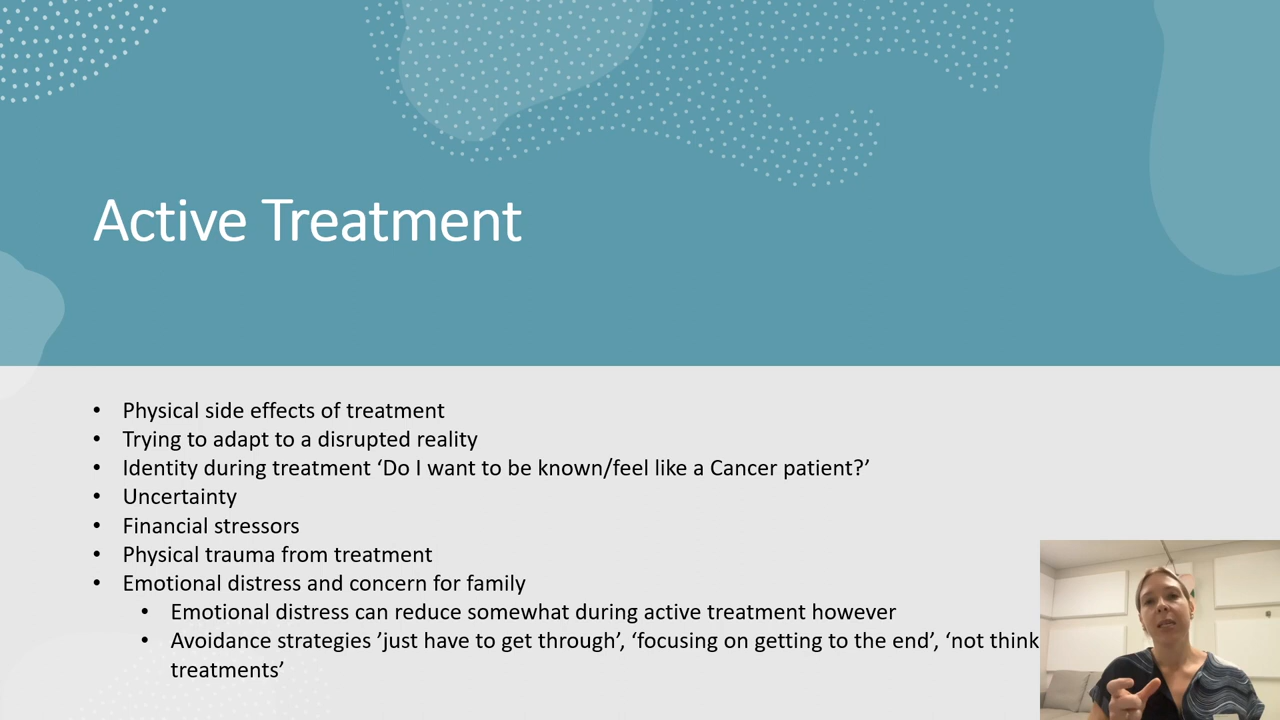 Active Treatment
• Physical side effects of treatment
• Trying to adapt to a disrupted reality
• Identity during treatment ‘Do I want to be known/feel like a Cancer patient?’
• Uncertainty
• Financial stressors
• Physical trauma from treatment
• Emotional distress and concern for family
• Emotional distress can reduce somewhat during active treatment however
• Avoidance strategies ’just have to get through’, ‘focusing on getting to the end’, ‘not think
treatments’